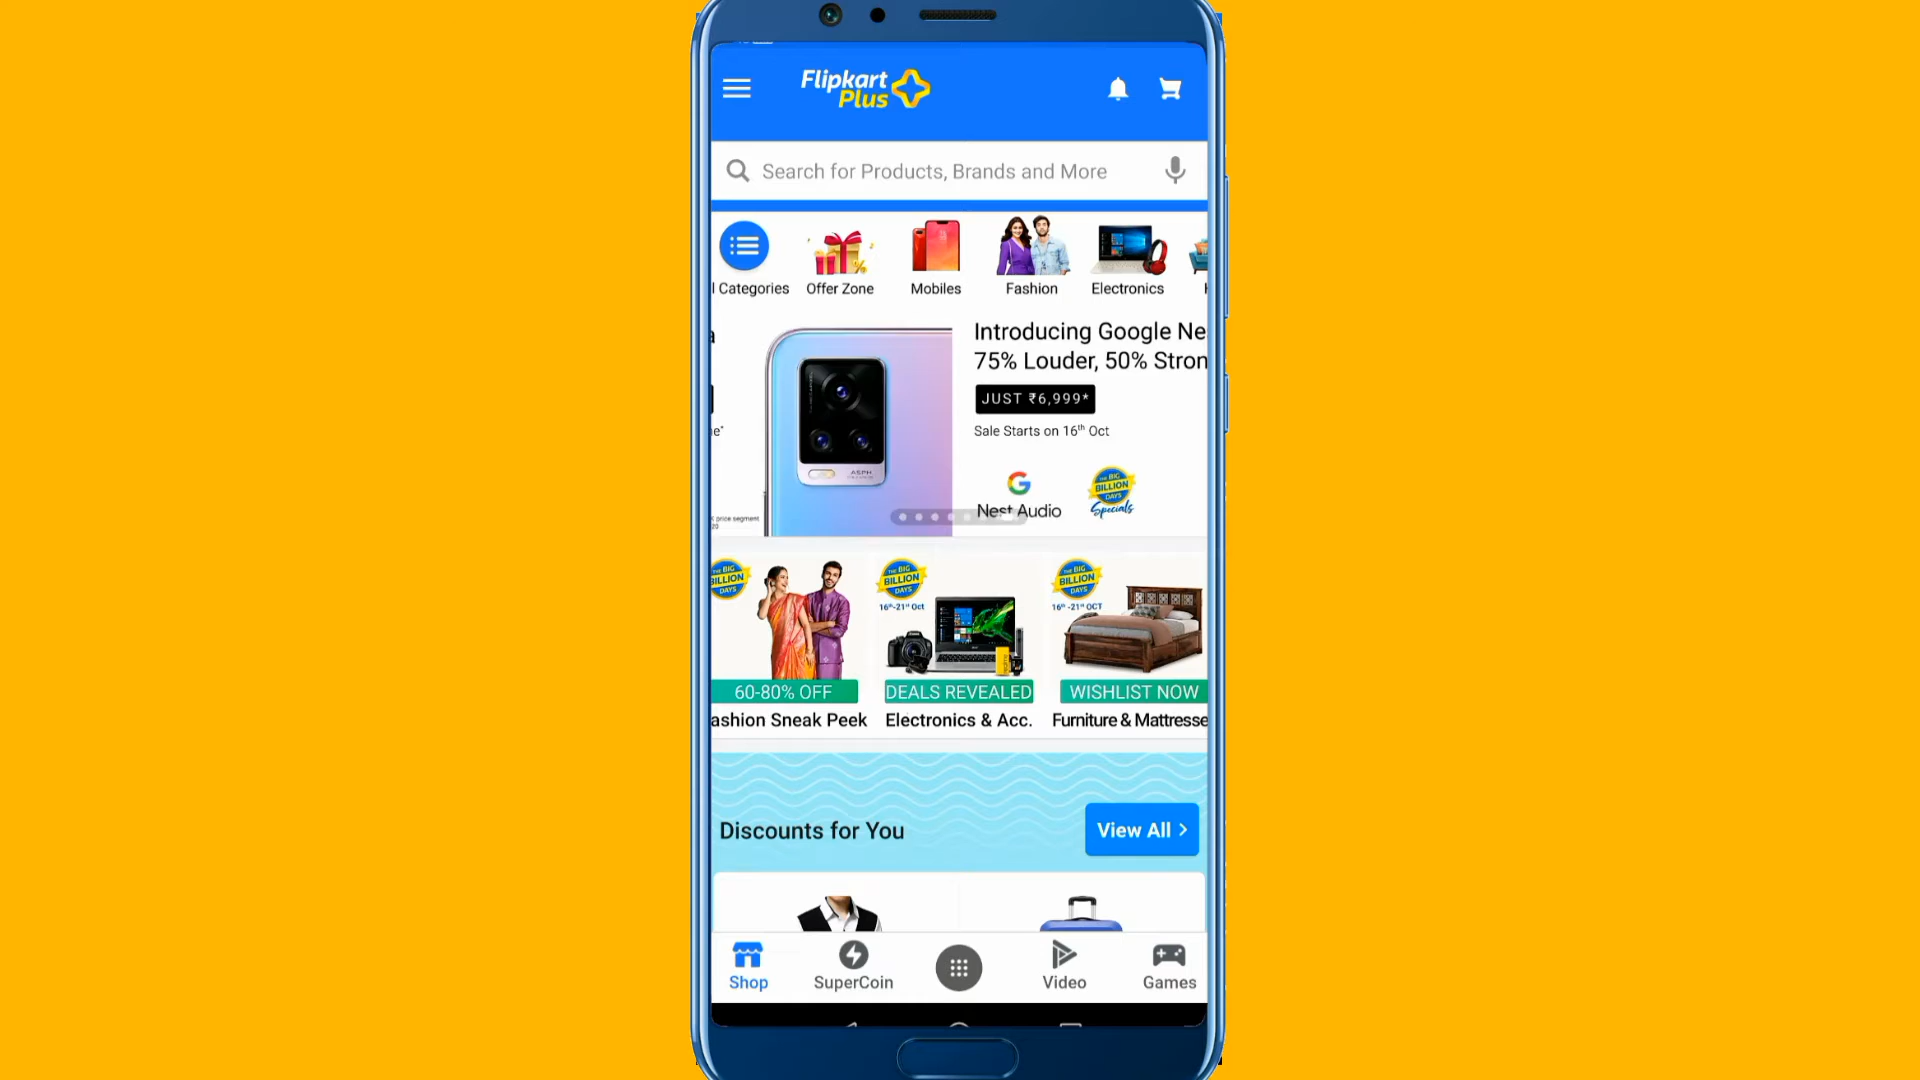 Flipkart
Plus
Search for Products, Brands and More
l Categories
Offer Zone
Mobiles
Fashion
Electronics
Introducing Google Ne
75% Louder, 50% Stron
JUST ₹6,999*
Sale Starts on 16th Oct
ASPH
price segment
G
Nest Audio
THE BIG
BILLION
DAYS
Specials
THE BIG
BILLION
DAYS
60-80% OFF
ashion Sneak Peek
THE BIG
BILLION
DAYS
16th-21st Oct
DEALS REVEALED
Electronics & Acc.
THE BIG
BILLION
DAYS
16th -21st OCT
WISHLIST NOW
Furniture & Mattresse
Discounts for You
View All
Shop
SuperCoin
Video
Games